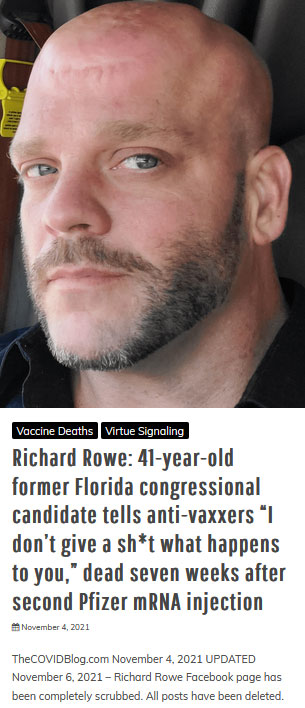 Vaccine Deaths Virtue Signaling
Richard Rowe: 41-year-old
former Florida congressional
candidate tells anti-vaxxers “I
don’t give a sh*t what happens
to you,” dead seven weeks after
second Pfizer mRNA injection
November 4, 2021
TheCOVIDBlog.com November 4, 2021 UPDATED
November 6, 2021 – Richard Rowe Facebook page has
been completely scrubbed. All posts have been deleted.